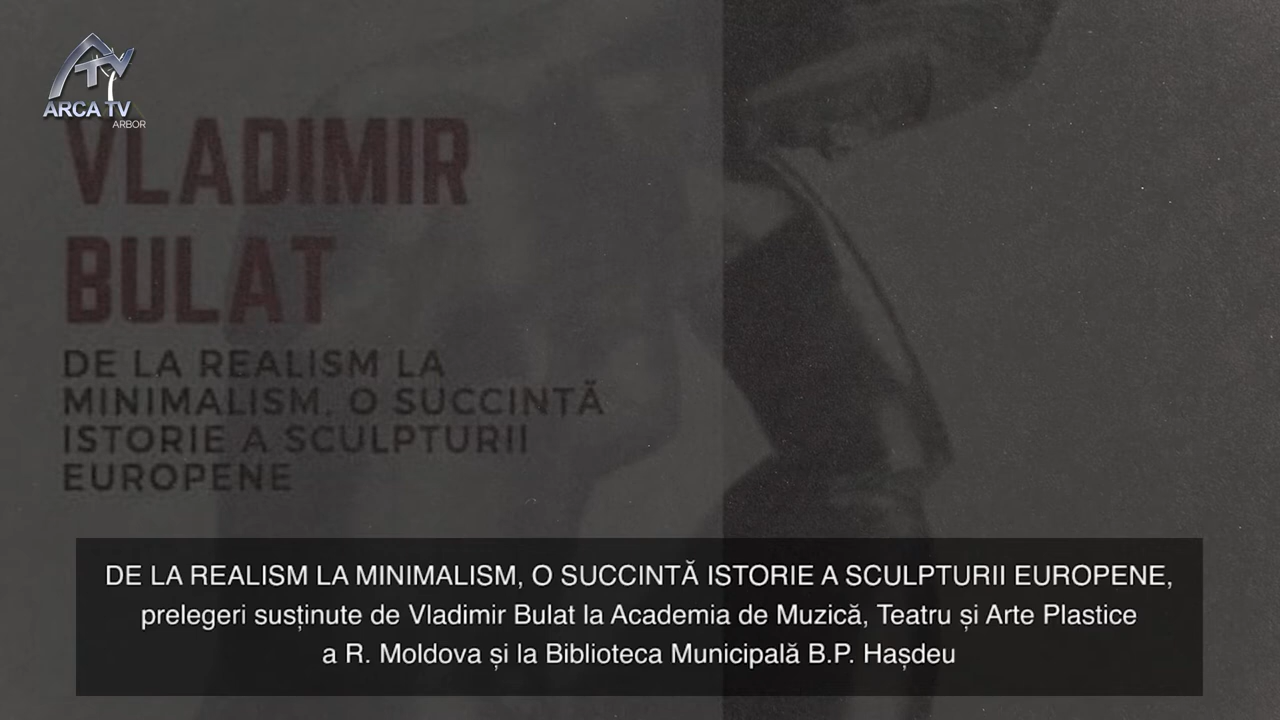 ARCA TV
ARBOR
VLADIMIR
BULAT
DE LA REALISM LA
MINIMALISM, O SUCCINTĂ
ISTORIE A SCULPTURII
EUROPENE
DE LA REALISM LA MINIMALISM, O SUCCINTĂ ISTORIE A SCULPTURII EUROPENE,
prelegeri susținute de Vladimir Bulat la Academia de Muzică, Teatru și Arte Plastice
a R. Moldova și la Biblioteca Municipală B.P. Hașdeu